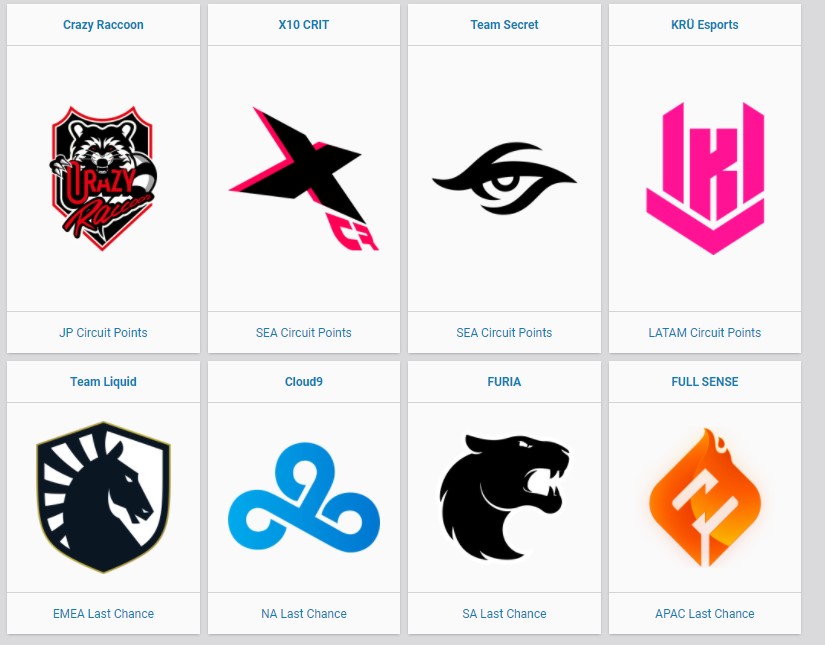 Crazy Raccoon
X10 CRIT
Team Secret
KRÜ Esports
CRAZY
Raccoon
JP Circuit Points
SEA Circuit Points
SEA Circuit Points
LATAM Circuit Points
Team Liquid
Cloud9
FURIA
FULL SENSE
EMEA Last Chance
NA Last Chance
SA Last Chance
APAC Last Chance